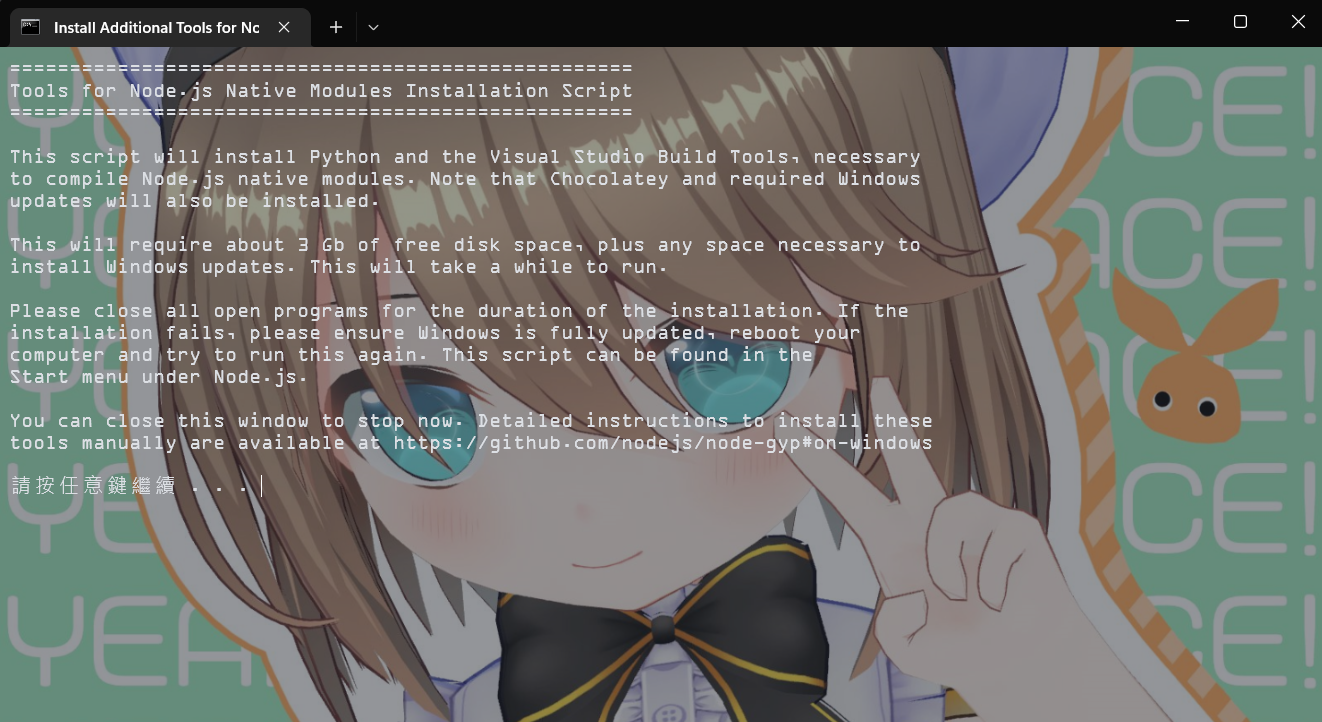 Install Additional Tools for Nc
=====================================================
Tools for Node.js Native Modules Installation Script
=====================================================
This script will install Python and the Visual Studio Build Tools, necessary
to compile Node.js native modules. Note that Chocolatey and required Windows
updates will also be installed.
This will require about 3 Gb of free disk space, plus any space necessary to
install Windows updates. This will take a while to run.
Please close all open programs for the duration of the installation. If the
installation fails, please ensure Windows is fully updated, reboot your
computer and try to run this again. This script can be found in the
Start menu under Node.js.
You can close this window to stop now. Detailed instructions to install these
tools manually are available at https://github.com/nodejs/node-gyp#on-windows
請按任意鍵繼續 . . .